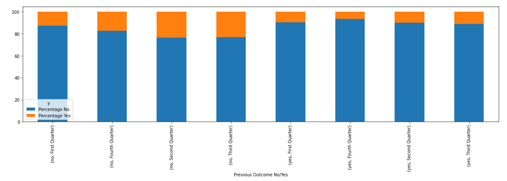 100
80
60
40
20
0
y
Percentage No
Percentage Yes
(no, First Quarter)
(no, Fourth Quarter)
(no, Second Quarter)
(no, Third Quarter)
(yes, First Quarter)
(yes, Fourth Quarter)
(yes, Second Quarter)
(yes, Third Quarter)
Previous Outcome No/Yes